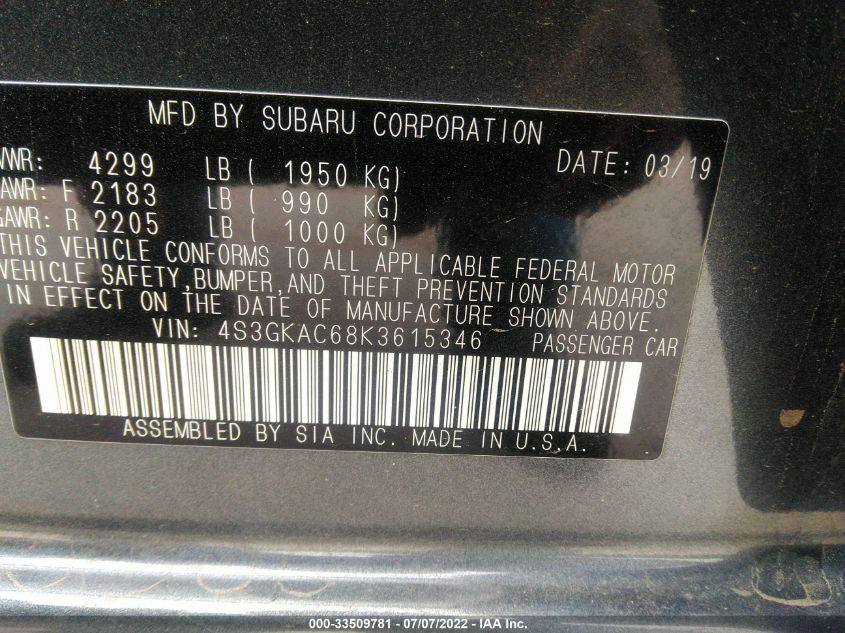 MFD BY SUBARU CORPORATION
VWR: 4299 LB ( 1950 KG) DATE: 03/19
AWR: F 2183 LB ( 990 KG)
GAWR: R 2205 LB ( 1000 KG)
THIS VEHICLE CONFORMS TO ALL APPLICABLE FEDERAL MOTOR
VEHICLE SAFETY, BUMPER, AND THEFT PREVENTION STANDARDS
IN EFFECT ON THE DATE OF MANUFACTURE SHOWN ABOVE.
VIN: 4S3GKAC68K3615346 PASSENGER CAR
ASSEMBLED BY SIA INC. MADE IN U.S.A.
000-33509781 - 07/07/2022 - IAA Inc.